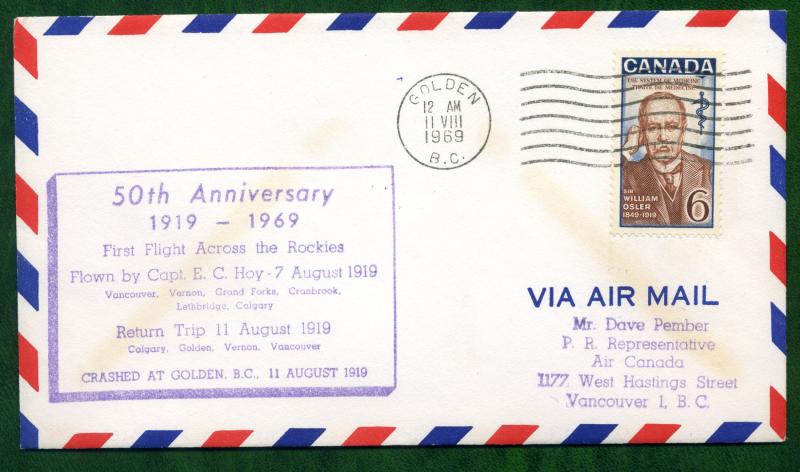 GOLDEN
12 AM
11 VIII
1969
B.C.
CANADA
THE SYSTEM OF MEDICINE
TRAITÉ DE MÉDECINE
SIR
WILLIAM
OSLER
1849-1919
6
50th Anniversary
1919 - 1969
First Flight Across the Rockies
Flown by Capt. E. C. Hoy - 7 August 1919
Vancouver, Vernon, Grand Forks, Cranbrook,
Lethbridge, Calgary
Return Trip 11 August 1919
Calgary, Golden, Vernon, Vancouver
CRASHED AT GOLDEN, B.C., 11 AUGUST 1919
VIA AIR MAIL
Mr. Dave Pember
P. R. Representative
Air Canada
1177 West Hastings Street
Vancouver 1, B. C.